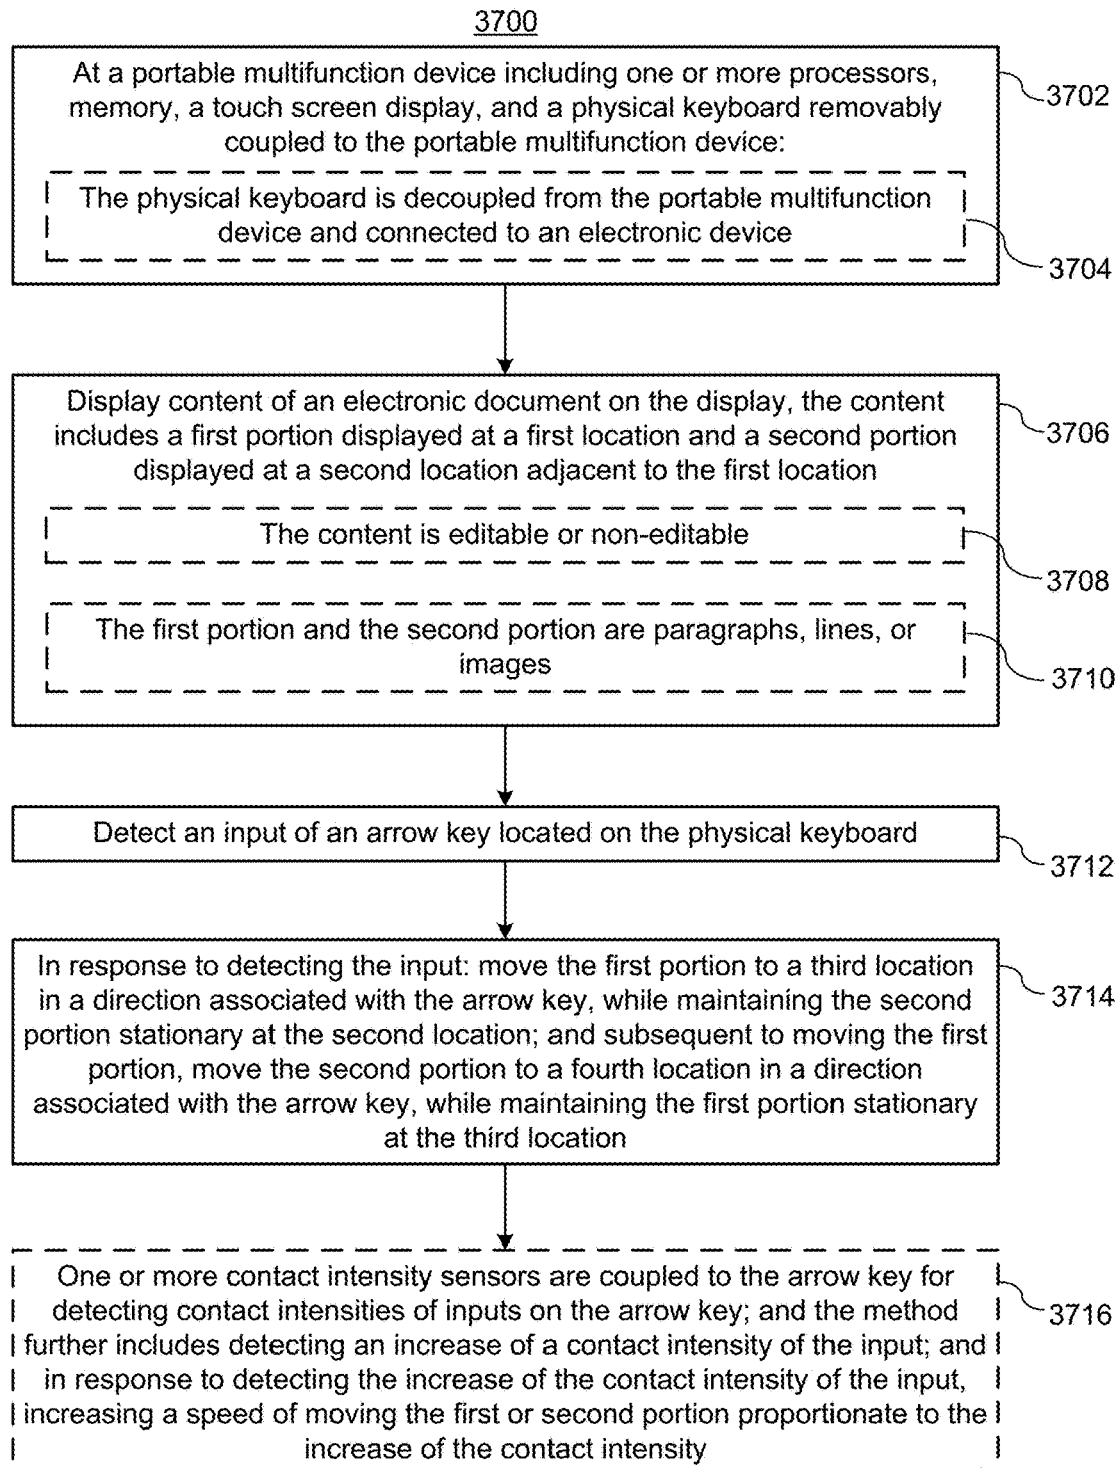 3700
At a portable multifunction device including one or more processors,
memory, a touch screen display, and a physical keyboard removably
coupled to the portable multifunction device:
3702
The physical keyboard is decoupled from the portable multifunction
device and connected to an electronic device
3704
Display content of an electronic document on the display, the content
includes a first portion displayed at a first location and a second portion
displayed at a second location adjacent to the first location
3706
The content is editable or non-editable
3708
The first portion and the second portion are paragraphs, lines, or
images
3710
Detect an input of an arrow key located on the physical keyboard
3712
In response to detecting the input: move the first portion to a third location
in a direction associated with the arrow key, while maintaining the second
portion stationary at the second location; and subsequent to moving the first
portion, move the second portion to a fourth location in a direction
associated with the arrow key, while maintaining the first portion stationary
at the third location
3714
One or more contact intensity sensors are coupled to the arrow key for
detecting contact intensities of inputs on the arrow key; and the method
further includes detecting an increase of a contact intensity of the input; and
in response to detecting the increase of the contact intensity of the input,
increasing a speed of moving the first or second portion proportionate to the
increase of the contact intensity
3716